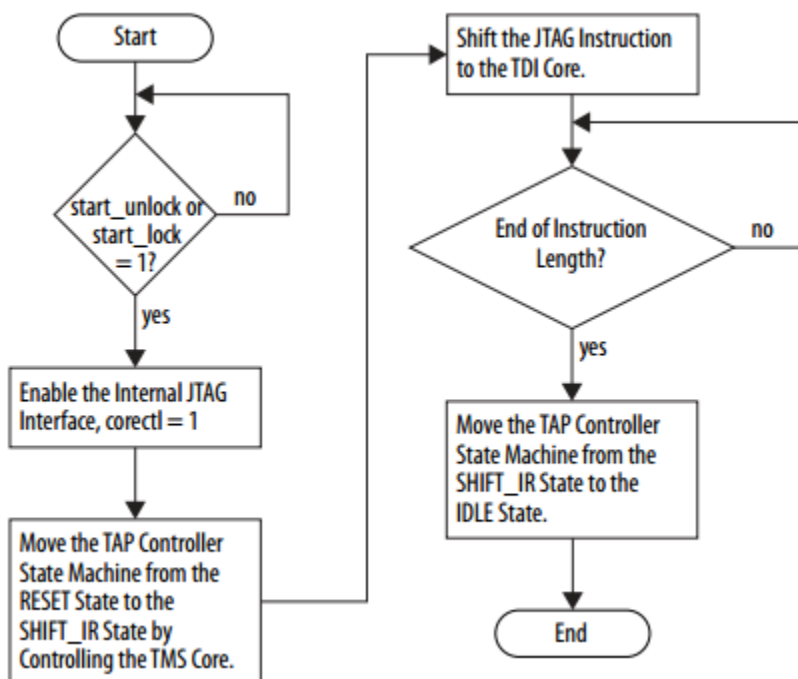 Start
start_unlock or
start_lock
= 1?
no
yes
Enable the Internal JTAG
Interface, corectl = 1
Move the TAP Controller
State Machine from the
RESET State to the
SHIFT_IR State by
Controlling the TMS Core.
Shift the JTAG Instruction
to the TDI Core.
End of Instruction
Length?
no
yes
Move the TAP Controller
State Machine from the
SHIFT_IR State to the
IDLE State.
End